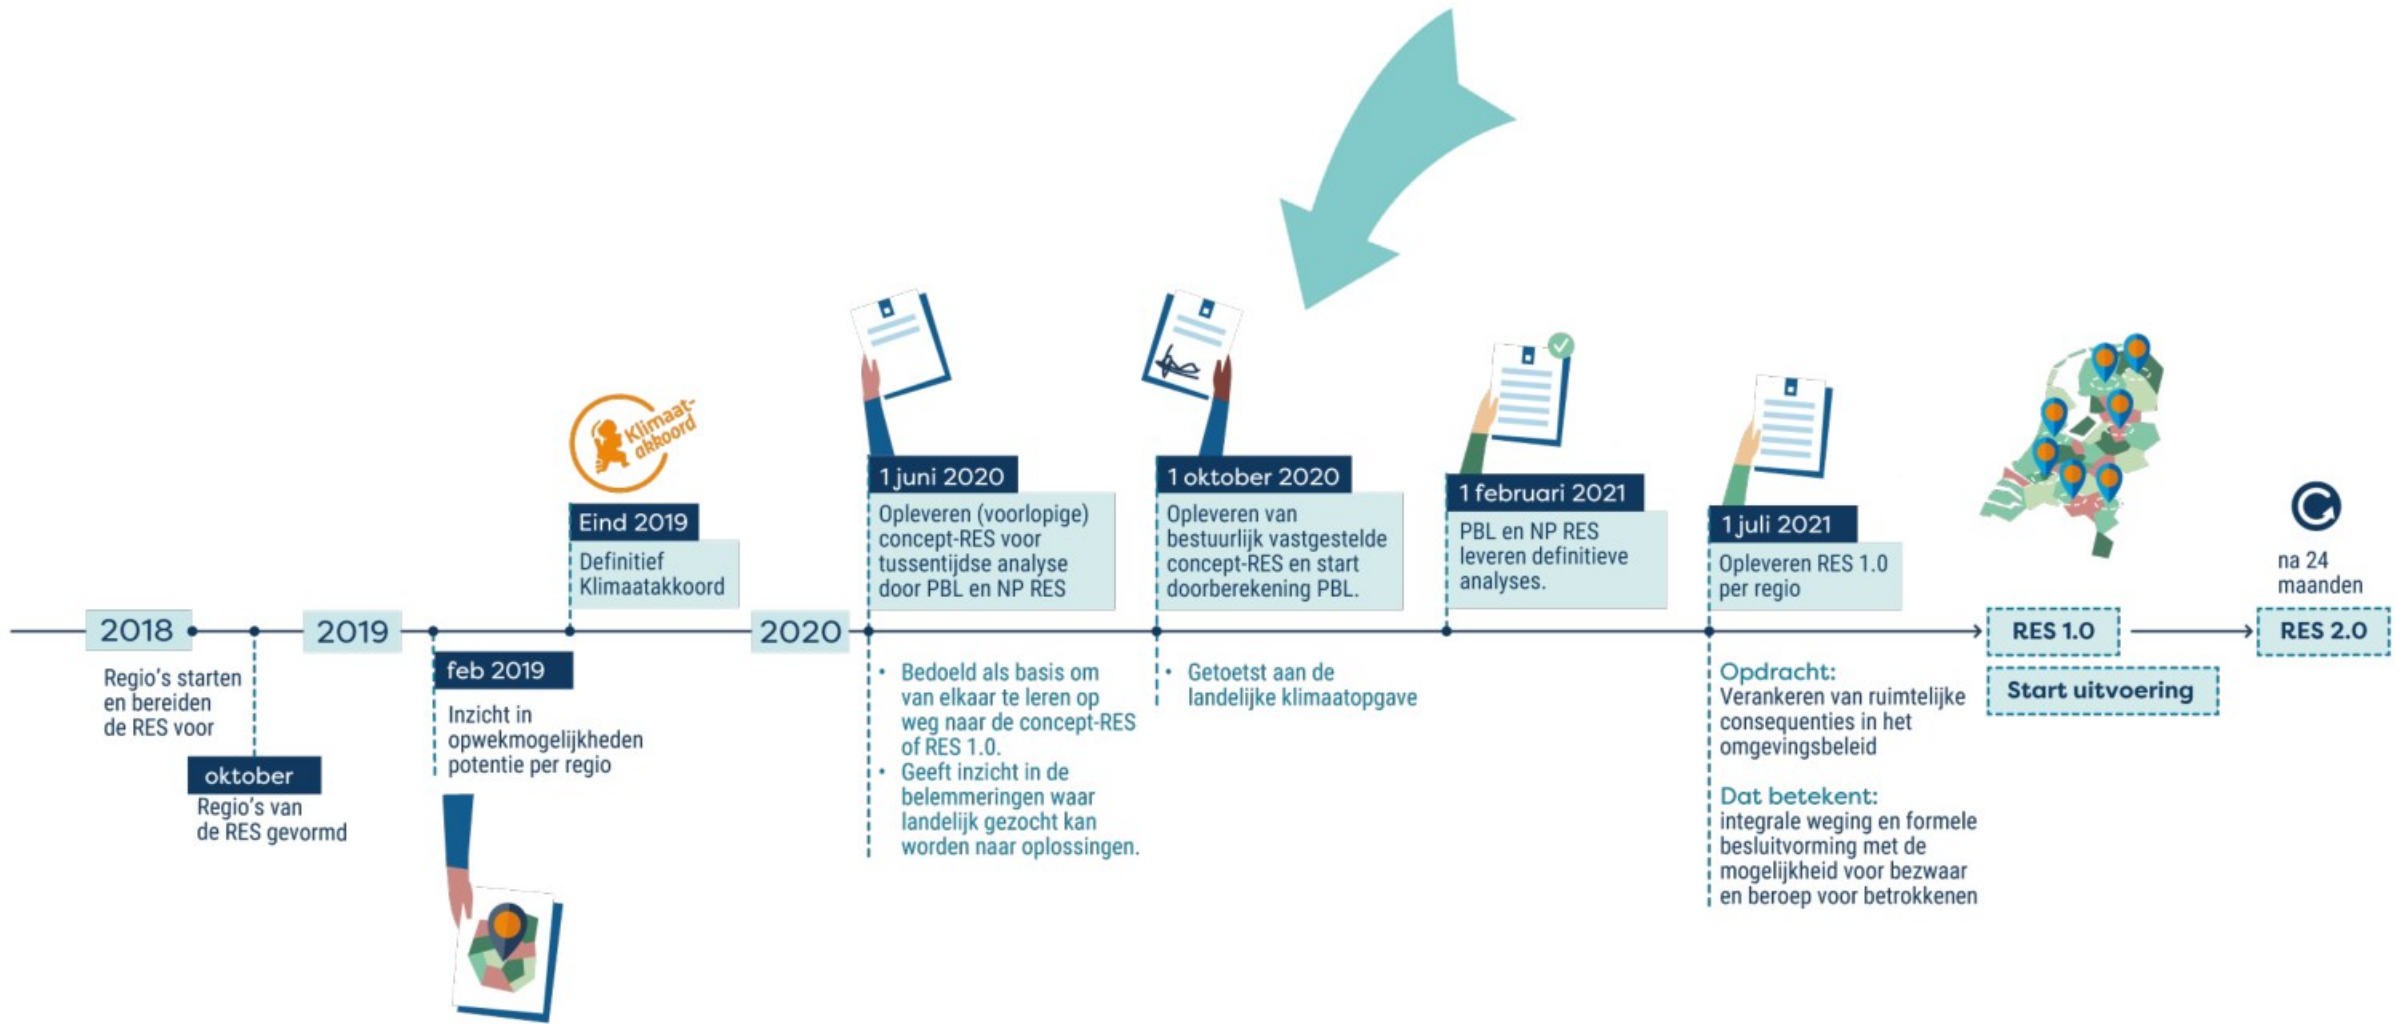 2018
Regio's starten
en bereiden
de RES voor
oktober
Regio's van
de RES gevormd
2019
feb 2019
Inzicht in
opwekmogelijkheden
potentie per regio
Klimaat-
akkoord
Eind 2019
Definitief
Klimaatakkoord
2020
1 juni 2020
Opleveren (voorlopige)
concept-RES voor
tussentijdse analyse
door PBL en NP RES
• Bedoeld als basis om
van elkaar te leren op
weg naar de concept-RES
of RES 1.0.
• Geeft inzicht in de
belemmeringen waar
landelijk gezocht kan
worden naar oplossingen.
1 oktober 2020
Opleveren van
bestuurlijk vastgestelde
concept-RES en start
doorberekening PBL.
• Getoetst aan de
landelijke klimaatopgave
1 februari 2021
PBL en NP RES
leveren definitieve
analyses.
1 juli 2021
Opleveren RES 1.0
per regio
Opdracht:
Verankeren van ruimtelijke
consequenties in het
omgevingsbeleid
Dat betekent:
integrale weging en formele
besluitvorming met de
mogelijkheid voor bezwaar
en beroep voor betrokkenen
RES 1.0
Start uitvoering
na 24
maanden
RES 2.0